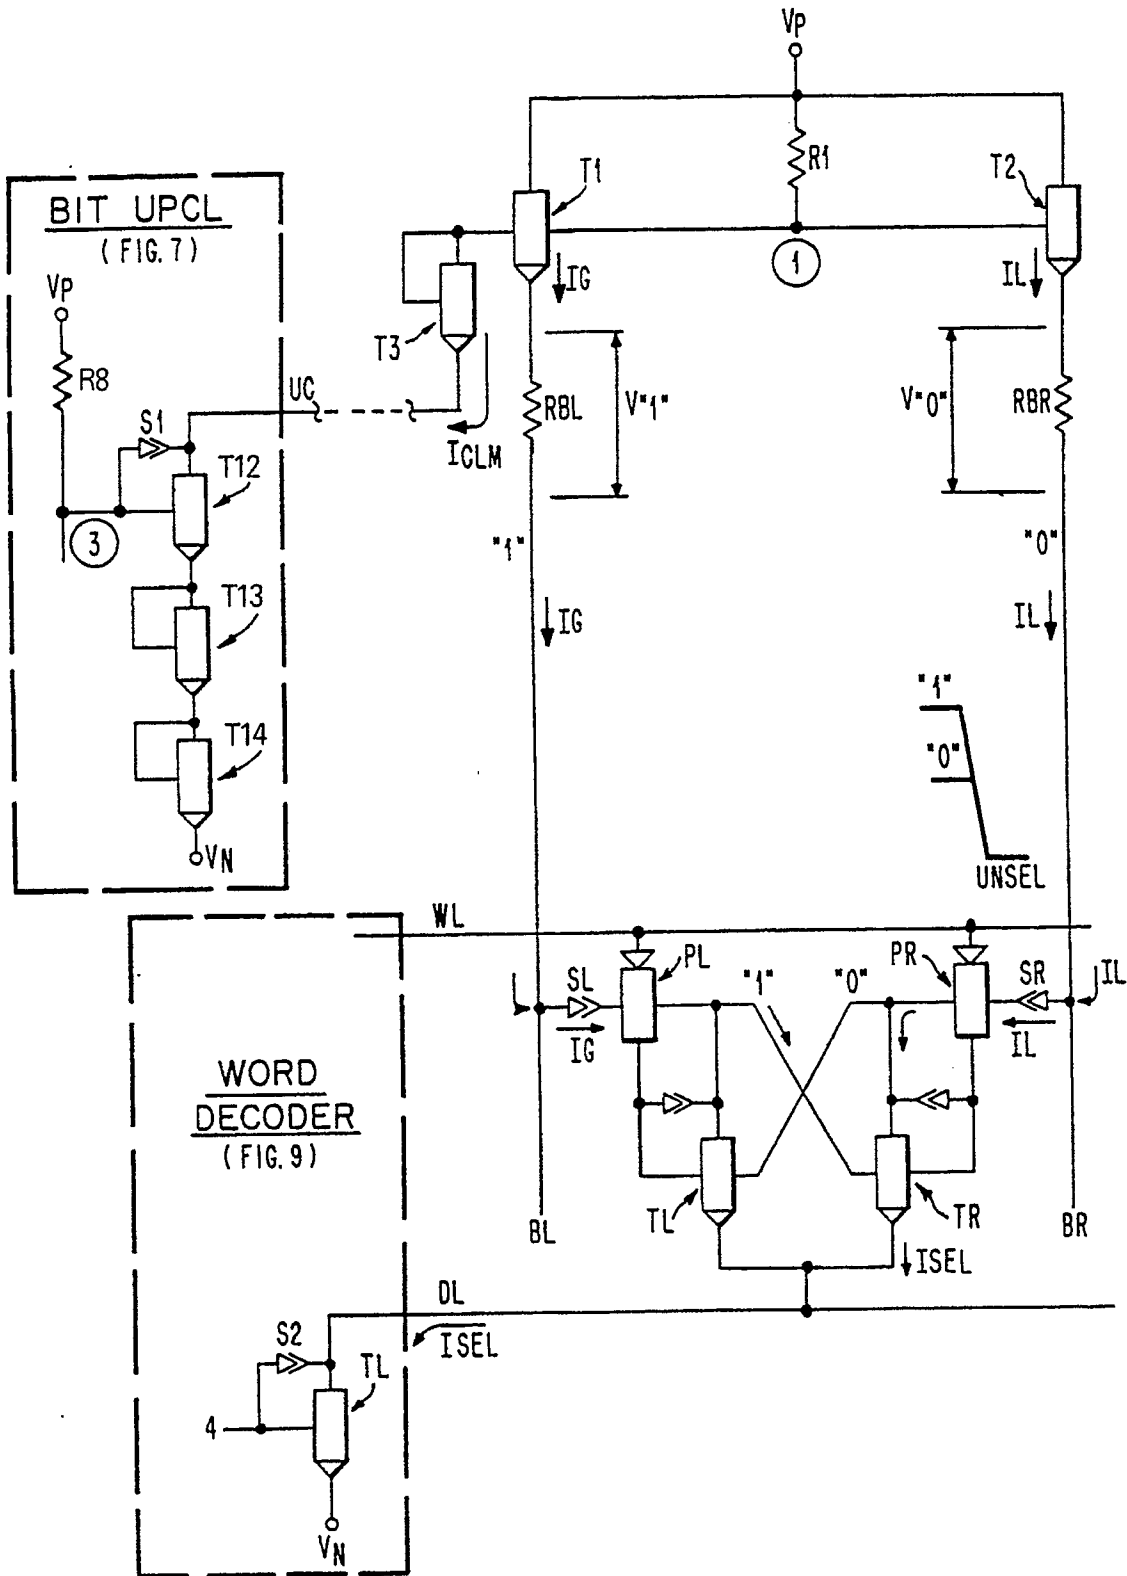 VP
R1
T1
T2
BIT UPCL
(FIG. 7)
1
IG
IL
VP
T3
R8
UC
S1
RBL
V"1"
V"0"
RBR
ICLM
T12
3
"1"
"0"
T13
IG
IL
"1"
T14
"0"
VN
UNSEL
WL
PL
PR
SL
"1"
"0"
SR
IL
IG
IL
WORD
DECODER
(FIG. 9)
TL
TR
BL
BR
ISEL
DL
ISEL
S2
TL
4
VN